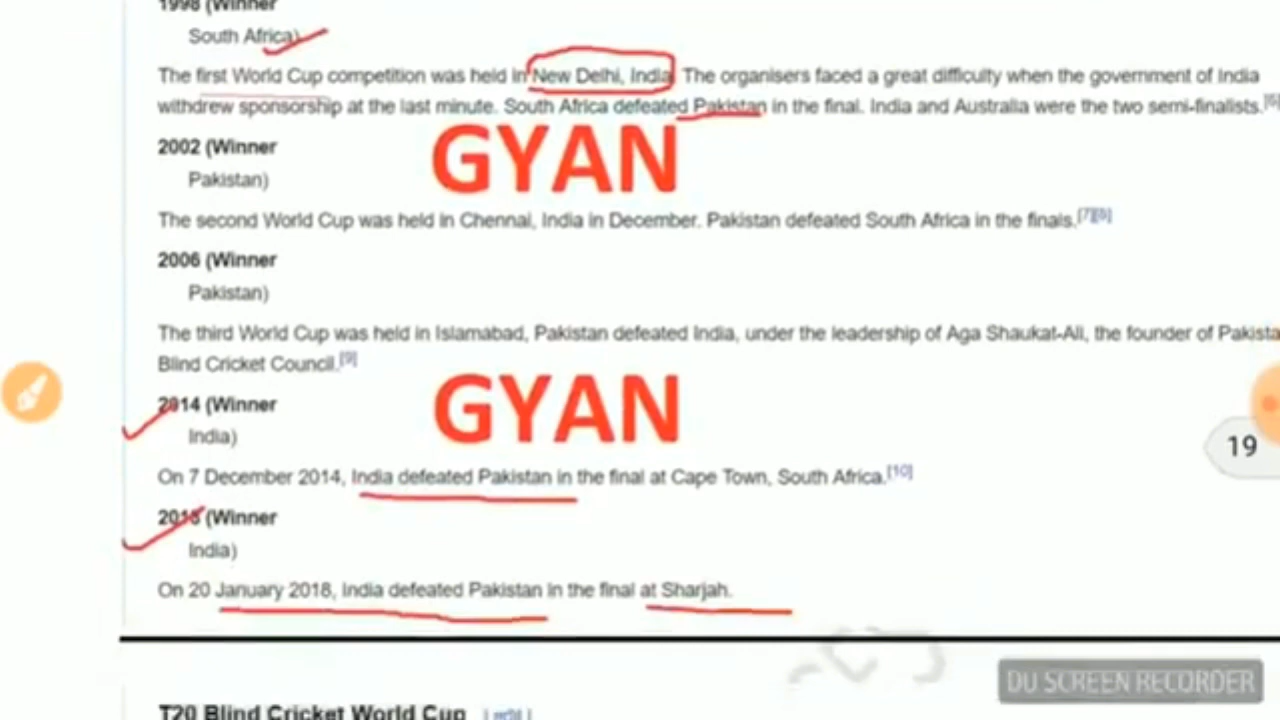 1998 (Winner
South Africa)
The first World Cup competition was held in New Delhi, India. The organisers faced a great difficulty when the government of India
withdrew sponsorship at the last minute. South Africa defeated Pakistan in the final. India and Australia were the two semi-finalists.[6]
GYAN
2002 (Winner
Pakistan)
The second World Cup was held in Chennai, India in December. Pakistan defeated South Africa in the finals.[7][8]
2006 (Winner
Pakistan)
The third World Cup was held in Islamabad, Pakistan defeated India, under the leadership of Aga Shaukat-Ali, the founder of Pakista
Blind Cricket Council.[9]
GYAN
2014 (Winner
India)
19
On 7 December 2014, India defeated Pakistan in the final at Cape Town, South Africa.[10]
2018 (Winner
India)
On 20 January 2018, India defeated Pakistan in the final at Sharjah.
DU SCREEN RECORDER
T20 Blind Cricket World Cup [edit]